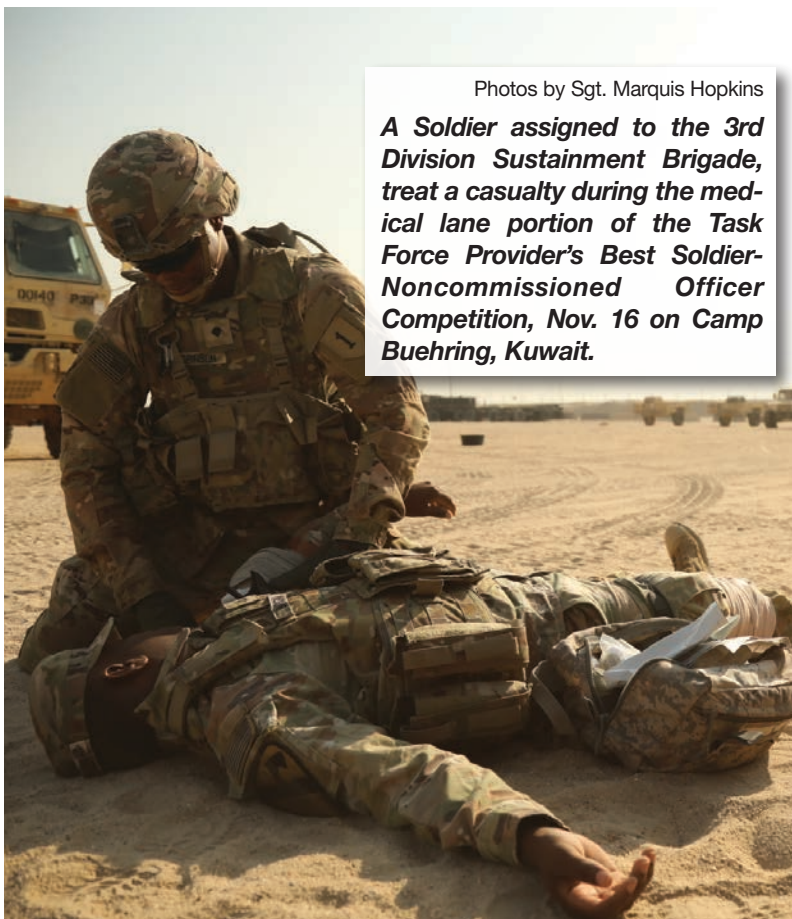 Photos by Sgt. Marquis Hopkins
A Soldier assigned to the 3rd
Division Sustainment Brigade,
treat a casualty during the med-
ical lane portion of the Task
Force Provider's Best Soldier-
Noncommissioned Officer
Competition, Nov. 16 on Camp
Buehring, Kuwait.